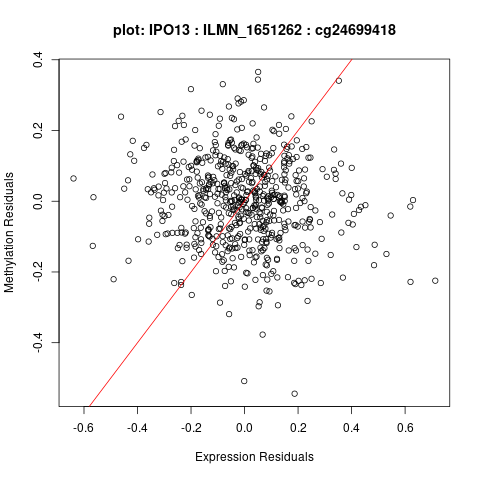 plot: IPO13 : ILMN_1651262 : cg24699418
Methylation Residuals
0.4
0.2
0.0
-0.2
-0.4
-0.6 -0.4 -0.2 0.0 0.2 0.4 0.6
Expression Residuals